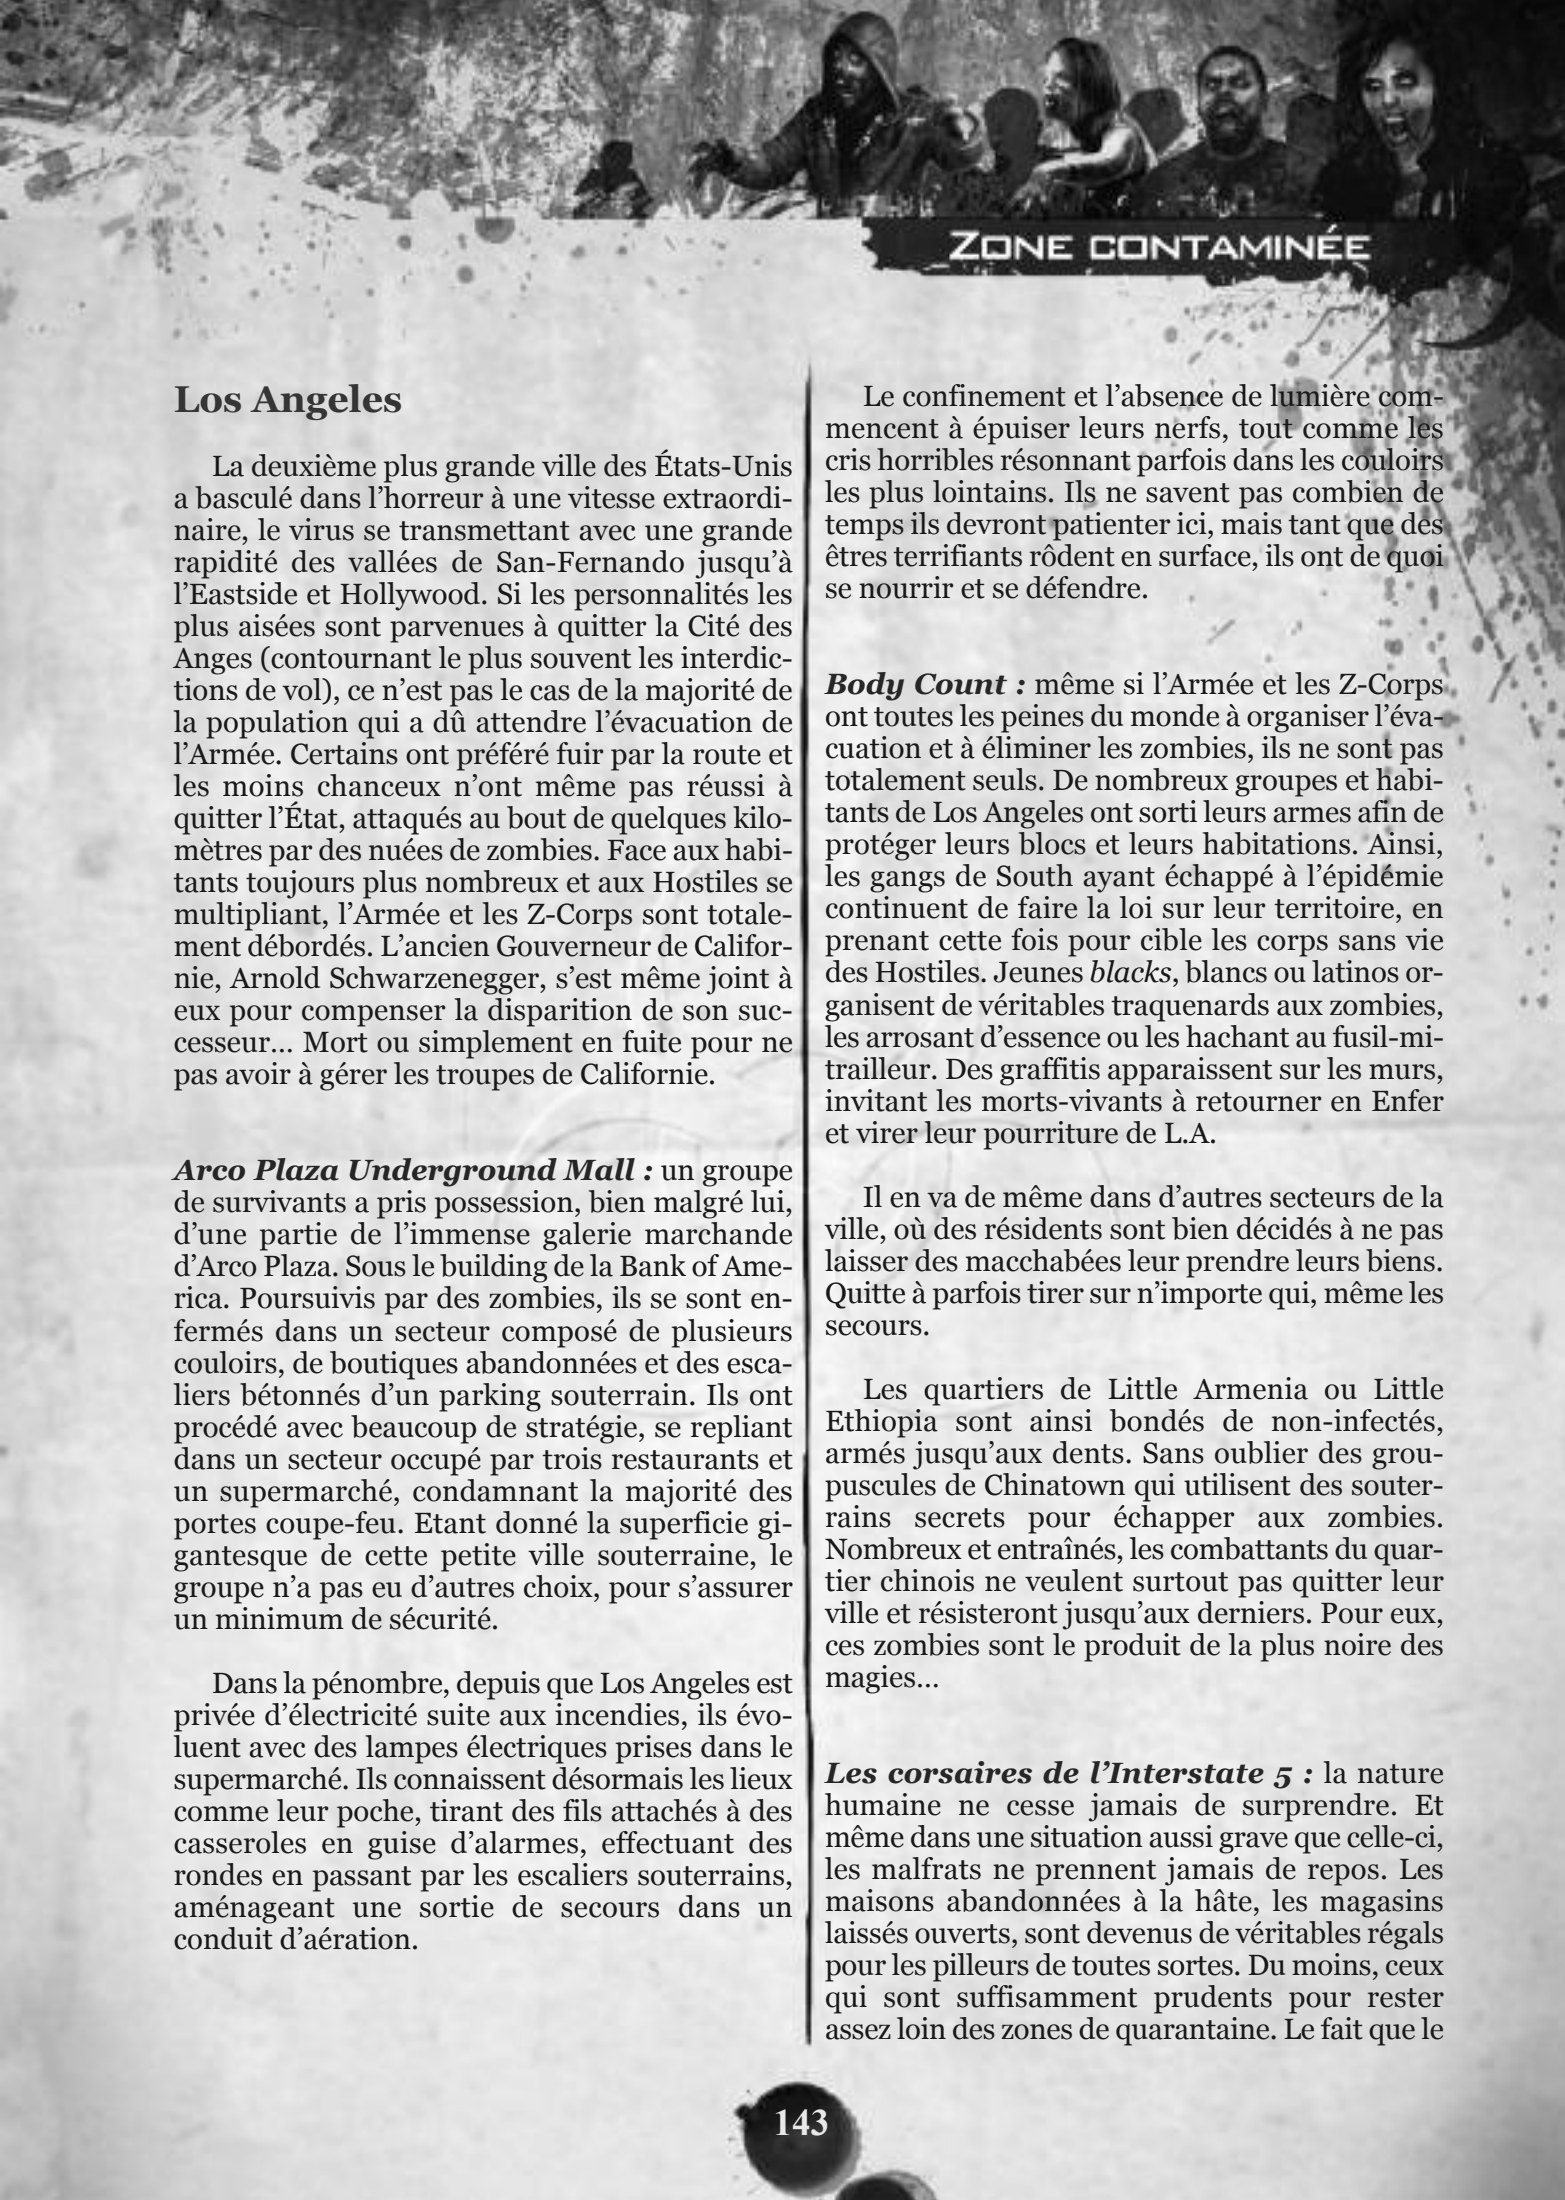 ZONE CONTAMINÉE
Los Angeles
La deuxième plus grande ville des États-Unis
a basculé dans l’horreur à une vitesse extraordi-
naire, le virus se transmettant avec une grande
rapidité des vallées de San-Fernando jusqu’à
l’Eastside et Hollywood. Si les personnalités les
plus aisées sont parvenues à quitter la Cité des
Anges (contournant le plus souvent les interdic-
tions de vol), ce n’est pas le cas de la majorité de
la population qui a dû attendre l’évacuation de
l’Armée. Certains ont préféré fuir par la route et
les moins chanceux n’ont même pas réussi à
quitter l’État, attaqués au bout de quelques kilo-
mètres par des nuées de zombies. Face aux habi-
tants toujours plus nombreux et aux Hostiles se
multipliant, l’Armée et les Z-Corps sont totale-
ment débordés. L’ancien Gouverneur de Califor-
nie, Arnold Schwarzenegger, s’est même joint à
eux pour compenser la disparition de son suc-
cesseur... Mort ou simplement en fuite pour ne
pas avoir à gérer les troupes de Californie.
Arco Plaza Underground Mall : un groupe
de survivants a pris possession, bien malgré lui,
d’une partie de l’immense galerie marchande
d’Arco Plaza. Sous le building de la Bank of Ame-
rica. Poursuivis par des zombies, ils se sont en-
fermés dans un secteur composé de plusieurs
couloirs, de boutiques abandonnées et des esca-
liers bétonnés d’un parking souterrain. Ils ont
procédé avec beaucoup de stratégie, se repliant
dans un secteur occupé par trois restaurants et
un supermarché, condamnant la majorité des
portes coupe-feu. Etant donné la superficie gi-
gantesque de cette petite ville souterraine, le
groupe n’a pas eu d’autres choix, pour s’assurer
un minimum de sécurité.
Dans la pénombre, depuis que Los Angeles est
privée d’électricité suite aux incendies, ils évo-
luent avec des lampes électriques prises dans le
supermarché. Ils connaissent désormais les lieux
comme leur poche, tirant des fils attachés à des
casseroles en guise d’alarmes, effectuant des
rondes en passant par les escaliers souterrains,
aménageant une sortie de secours dans un
conduit d’aération.
Le confinement et l’absence de lumière com-
mencent à épuiser leurs nerfs, tout comme les
cris horribles résonnant parfois dans les couloirs
les plus lointains. Ils ne savent pas combien de
temps ils devront patienter ici, mais tant que des
êtres terrifiants rôdent en surface, ils ont de quoi
se nourrir et se défendre.
Body Count : même si l’Armée et les Z-Corps
ont toutes les peines du monde à organiser l’éva-
cuation et à éliminer les zombies, ils ne sont pas
totalement seuls. De nombreux groupes et habi-
tants de Los Angeles ont sorti leurs armes afin de
protéger leurs blocs et leurs habitations. Ainsi,
les gangs de South ayant échappé à l’épidémie
continuent de faire la loi sur leur territoire, en
prenant cette fois pour cible les corps sans vie
des Hostiles. Jeunes blacks, blancs ou latinos or-
ganisent de véritables traquenards aux zombies,
les arrosant d’essence ou les hachant au fusil-mi-
trailleur. Des graffitis apparaissent sur les murs,
invitant les morts-vivants à retourner en Enfer
et virer leur pourriture de L.A.
Il en va de même dans d’autres secteurs de la
ville, où des résidents sont bien décidés à ne pas
laisser des macchabées leur prendre leurs biens.
Quitte à parfois tirer sur n’importe qui, même les
secours.
Les quartiers de Little Armenia ou Little
Ethiopia sont ainsi bondés de non-infectés,
armés jusqu’aux dents. Sans oublier des grou-
puscules de Chinatown qui utilisent des souter-
rains secrets pour échapper aux zombies.
Nombreux et entraînés, les combattants du quar-
tier chinois ne veulent surtout pas quitter leur
ville et résisteront jusqu’aux derniers. Pour eux,
ces zombies sont le produit de la plus noire des
magies...
Les corsaires de l’Interstate 5 : la nature
humaine ne cesse jamais de surprendre. Et
même dans une situation aussi grave que celle-ci,
les malfrats ne prennent jamais de repos. Les
maisons abandonnées à la hâte, les magasins
laissés ouverts, sont devenus de véritables régals
pour les pilleurs de toutes sortes. Du moins, ceux
qui sont suffisamment prudents pour rester
assez loin des zones de quarantaine. Le fait que le
143